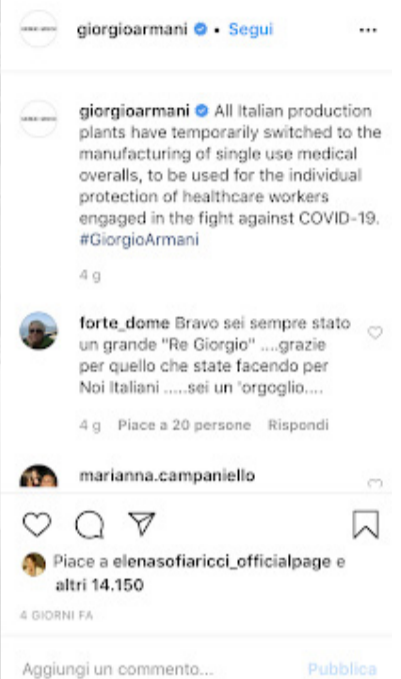 giorgioarmani • Segui
giorgioarmani All Italian production
plants have temporarily switched to the
manufacturing of single use medical
overalls, to be used for the individual
protection of healthcare workers
engaged in the fight against COVID-19.
#GiorgioArmani
4 g
forte_dome Bravo sei sempre stato
un grande "Re Giorgio" ....grazie
per quello che state facendo per
Noi Italiani .....sei un 'orgoglio....
4 g Piace a 20 persone Rispondi
marianna.campaniello
Piace a elenasofiaricci_officialpage e
altri 14.150
4 GIORNI FA
Aggiungi un commento... Pubblica